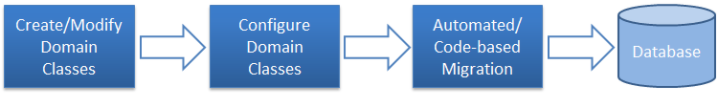 Create/Modify
Domain
Classes
Configure
Domain
Classes
Automated/
Code-based
Migration
Database